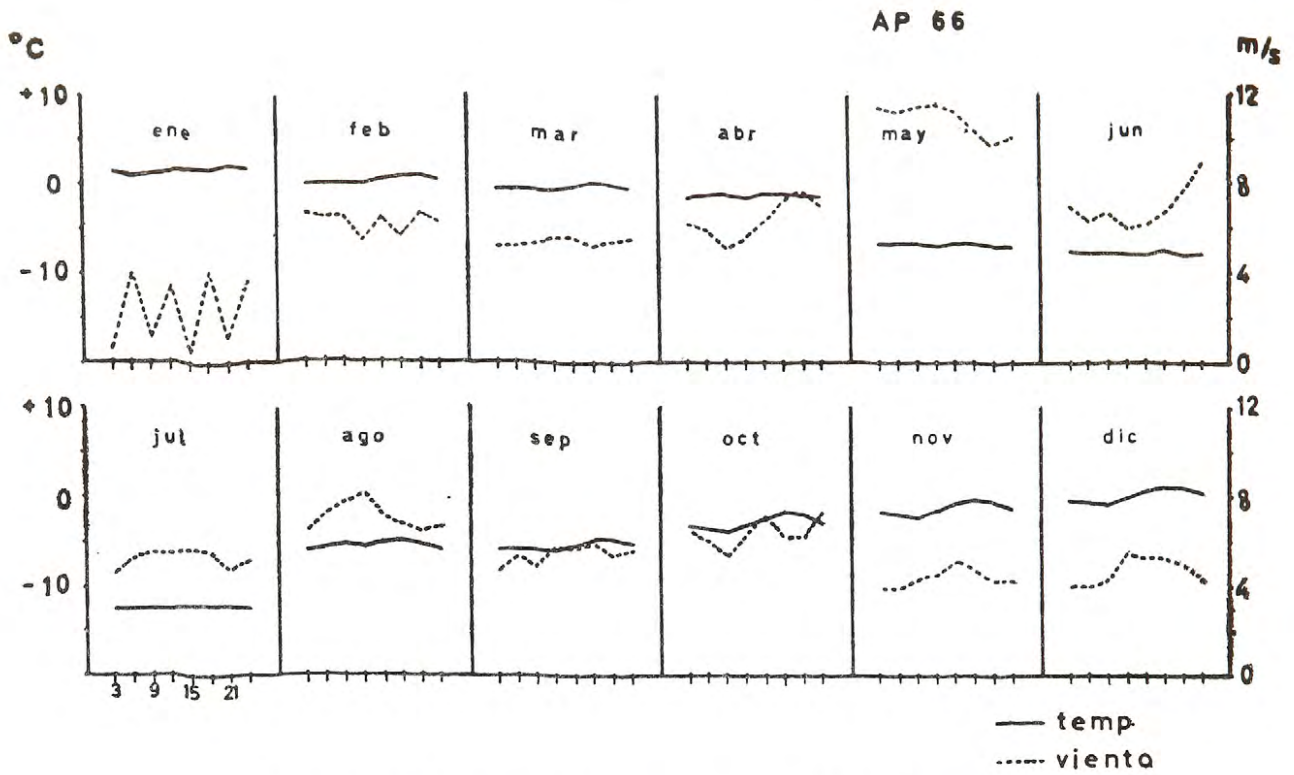 AP 66
°C m/s
+10 12
ene feb mar abr may jun
0 8
-10 4
0
+10 12
jul ago sep oct nov dic
0 8
-10 4
0
3 9 15 21
temp.
viento